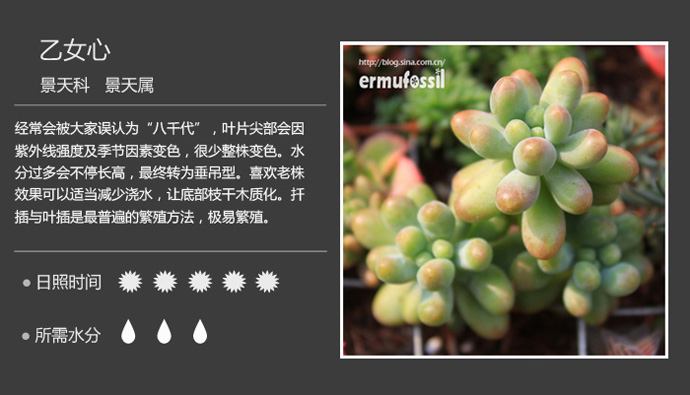 乙女心
景天科 景天属
经常会被大家误认为“八千代”，叶片尖部会因
紫外线强度及季节因素变色，很少整株变色。水
分过多会不停长高，最终转为垂吊型。喜欢老株
效果可以适当减少浇水，让底部枝干木质化。扦
插与叶插是最普遍的繁殖方法，极易繁殖。
日照时间
所需水分
http://blog.sina.com.cn/
ermufossil